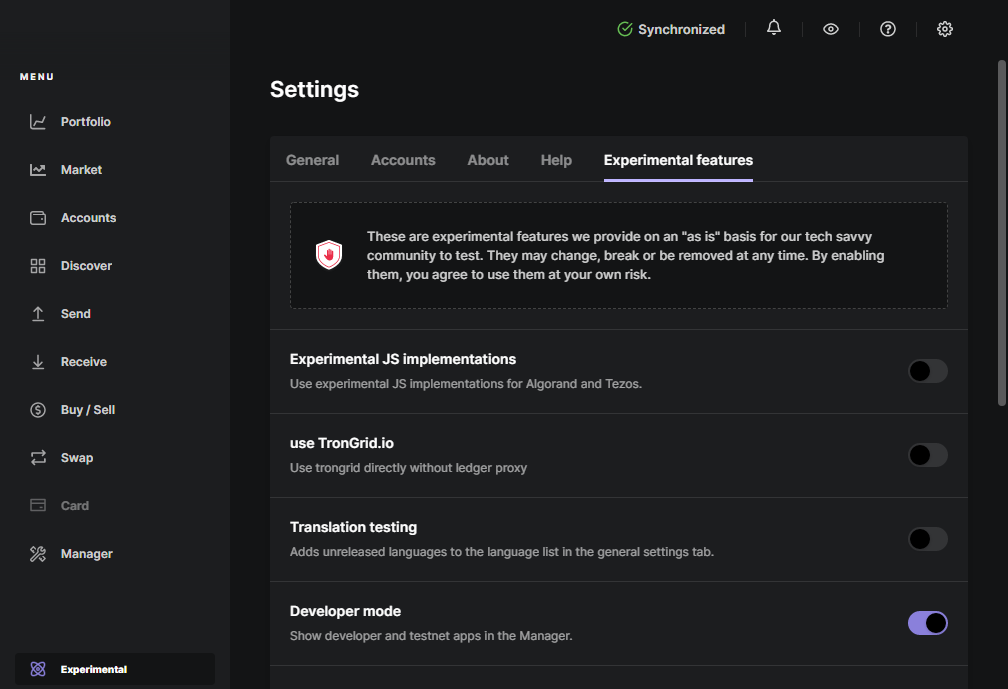 Synchronized
MENU
Portfolio
Market
Accounts
Discover
Send
Receive
Buy / Sell
Swap
Card
Manager
Experimental
Settings
General Accounts About Help Experimental features
These are experimental features we provide on an "as is" basis for our tech savvy
community to test. They may change, break or be removed at any time. By enabling
them, you agree to use them at your own risk.
Experimental JS implementations
Use experimental JS implementations for Algorand and Tezos.
use TronGrid.io
Use trongrid directly without ledger proxy
Translation testing
Adds unreleased languages to the language list in the general settings tab.
Developer mode
Show developer and testnet apps in the Manager.